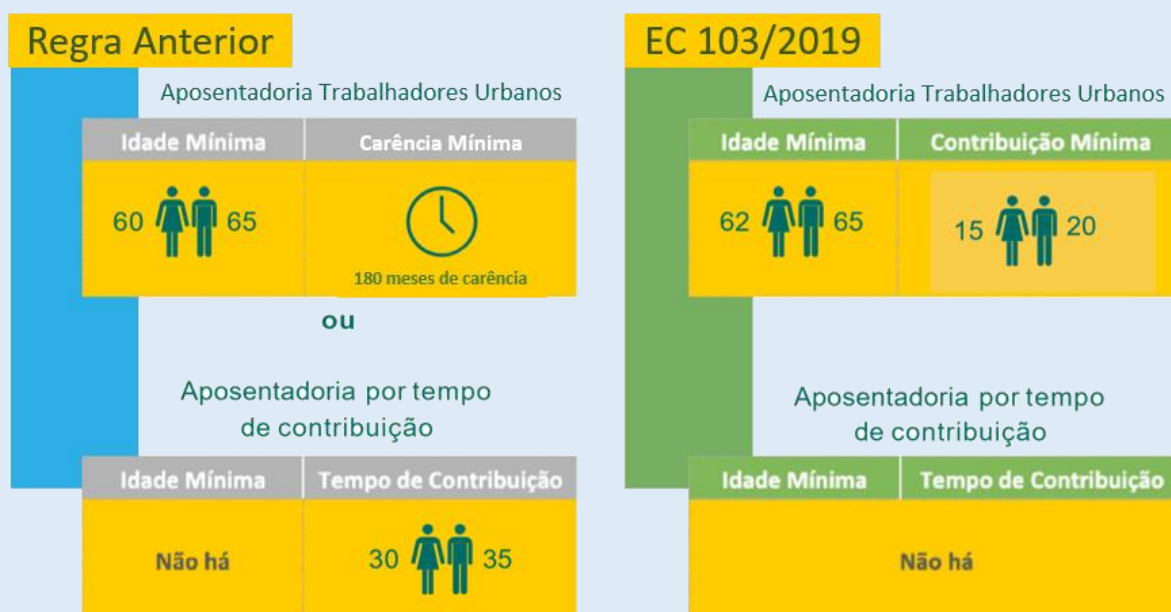 Regra Anterior
Aposentadoria Trabalhadores Urbanos
Idade Mínima
Carência Mínima
60
65
180 meses de carência
ou
Aposentadoria por tempo
de contribuição
Idade Mínima
Tempo de Contribuição
Não há
30
35
EC 103/2019
Aposentadoria Trabalhadores Urbanos
Idade Mínima
Contribuição Mínima
62
65
15
20
Aposentadoria por tempo
de contribuição
Idade Mínima
Tempo de Contribuição
Não há